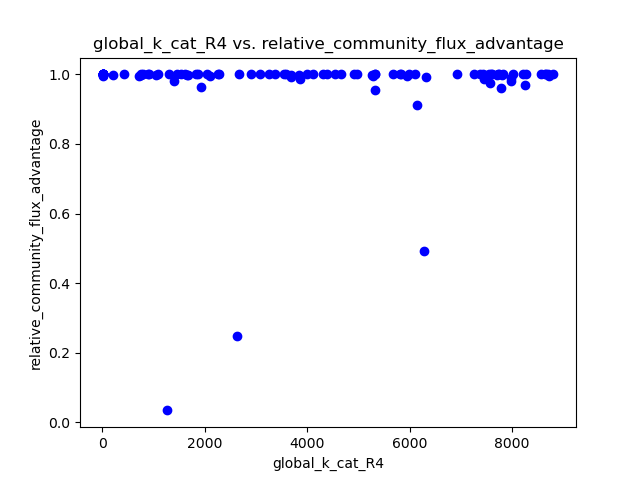 global_k_cat_R4 vs. relative_community_flux_advantage
1.0
0.8
0.6
0.4
0.2
0.0
relative_community_flux_advantage
0 2000 4000 6000 8000
global_k_cat_R4